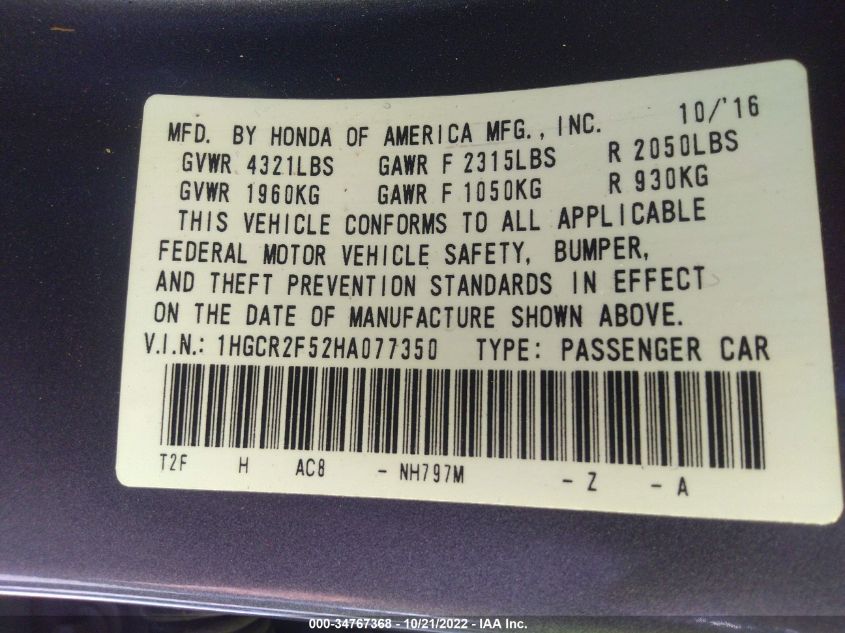 MFD. BY HONDA OF AMERICA MFG., INC. 10/'16
GVWR 4321LBS GAWR F 2315LBS R 2050LBS
GVWR 1960KG GAWR F 1050KG R 930KG
THIS VEHICLE CONFORMS TO ALL APPLICABLE
FEDERAL MOTOR VEHICLE SAFETY, BUMPER,
AND THEFT PREVENTION STANDARDS IN EFFECT
ON THE DATE OF MANUFACTURE SHOWN ABOVE.
V.I.N.: 1HGCR2F52HA077350 TYPE: PASSENGER CAR
T2F H AC8 - NH797M - Z - A
000-34767368 - 10/21/2022 - IAA Inc.